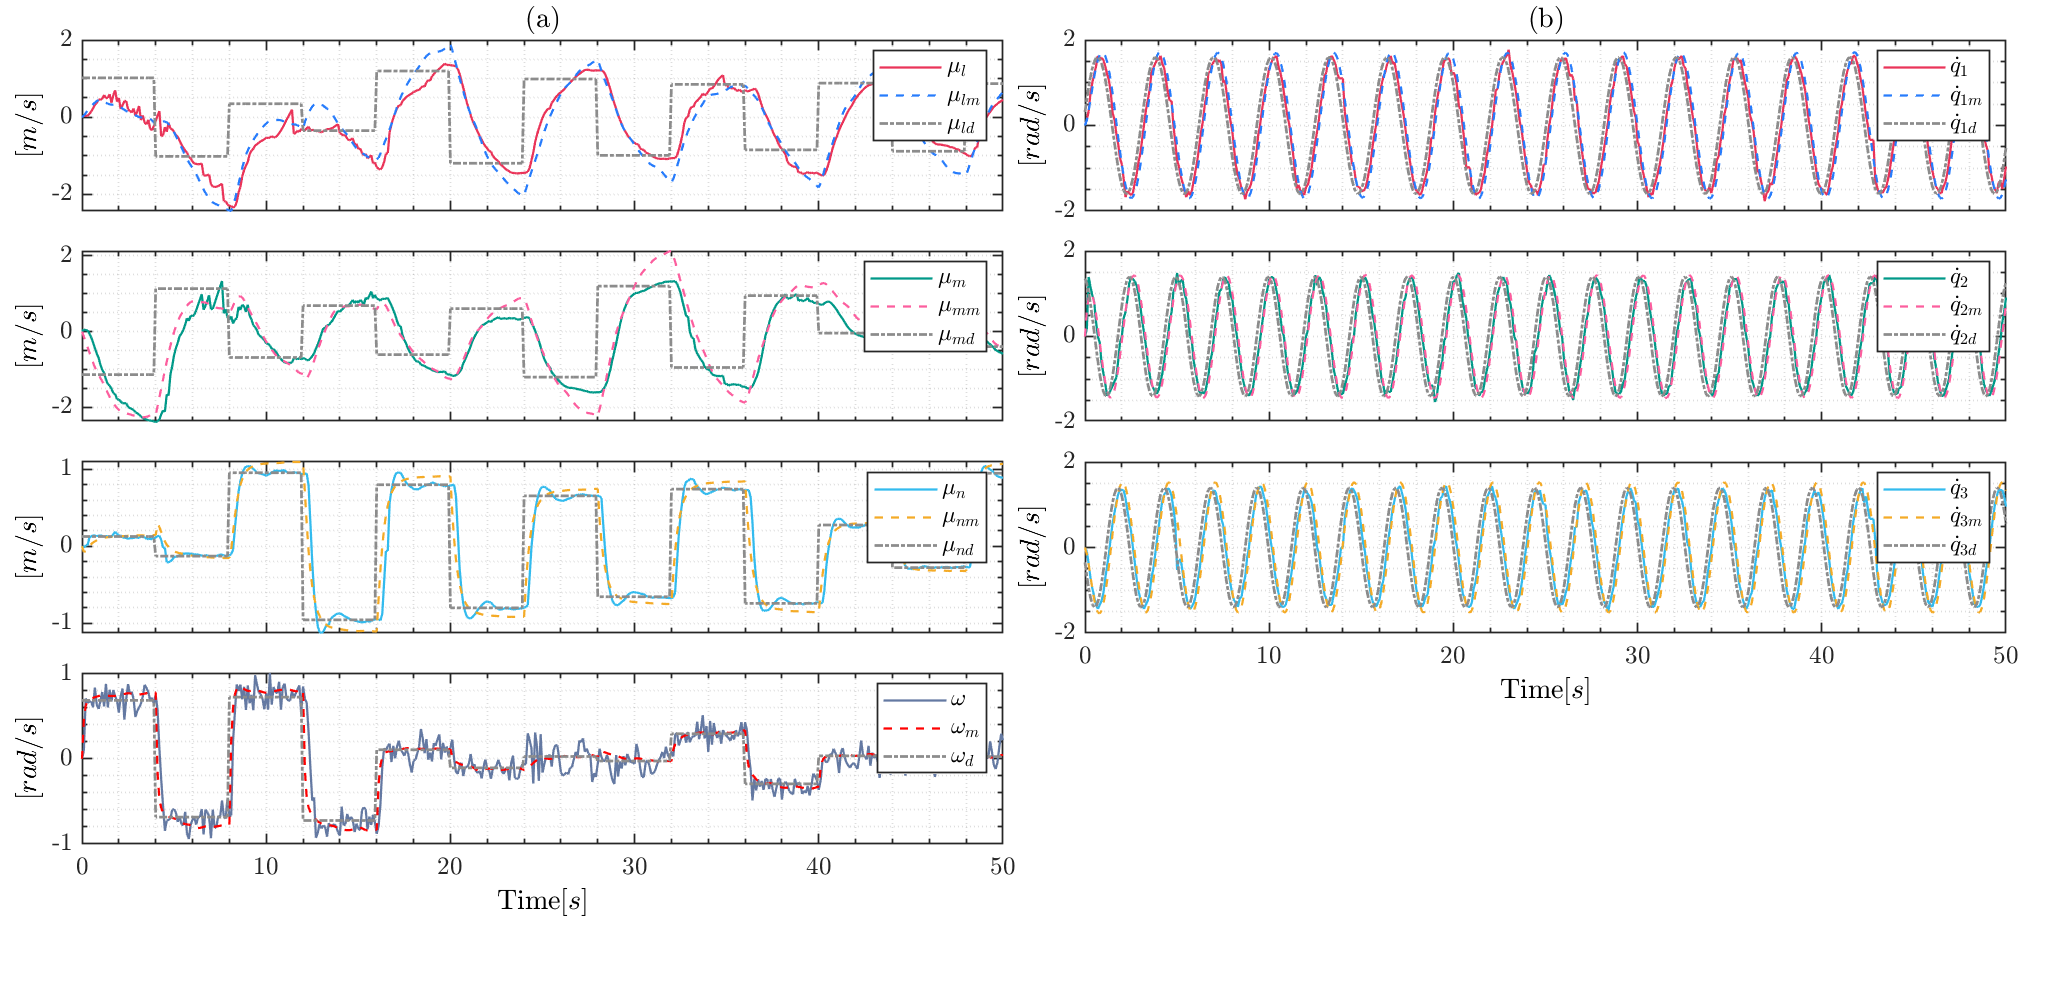 (a)
2
0
-2
[m/s]
μ_l
μ_lm
μ_ld
2
0
-2
[m/s]
μ_m
μ_mm
μ_md
1
0
-1
[m/s]
μ_n
μ_nm
μ_nd
1
0
-1
[rad/s]
ω
ω_m
ω_d
0 10 20 30 40 50
Time[s]
(b)
2
0
-2
[rad/s]
q̇_1
q̇_1m
q̇_1d
2
0
-2
[rad/s]
q̇_2
q̇_2m
q̇_2d
2
0
-2
[rad/s]
q̇_3
q̇_3m
q̇_3d
0 10 20 30 40 50
Time[s]